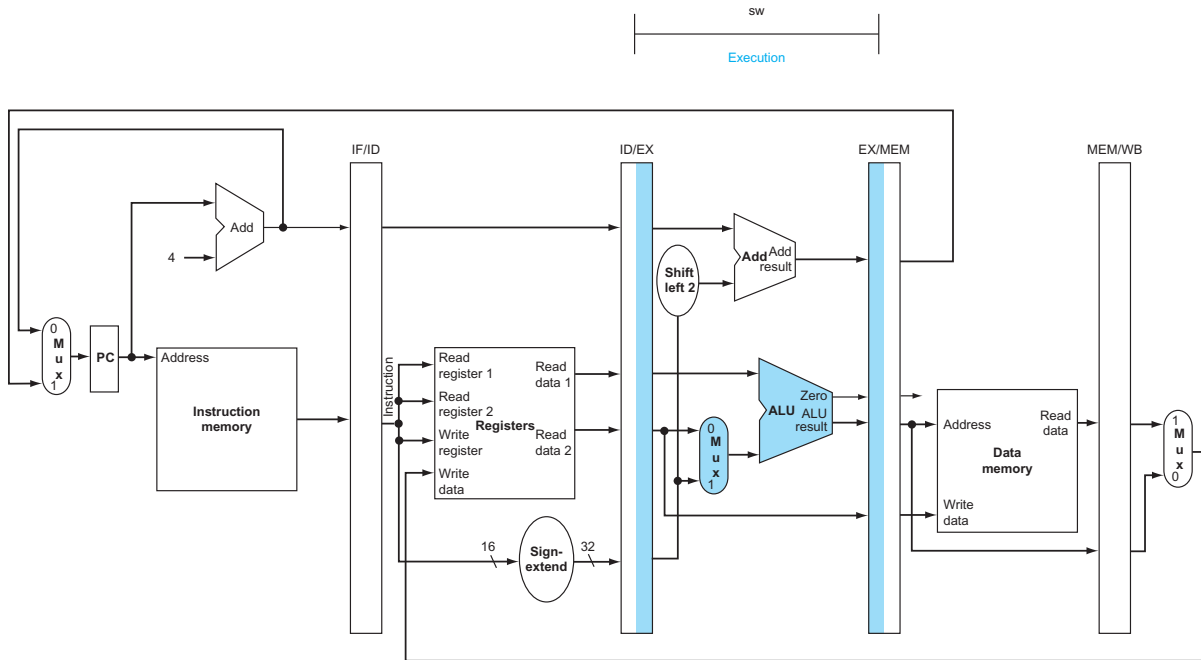 sw
Execution
IF/ID
ID/EX
EX/MEM
MEM/WB
Add
4
Shift
left 2
Add
Add
result
0
M
u
x
1
PC
Address
Instruction
memory
Instruction
Read
register 1
Read
register 2
Write
register
Write
data
Registers
Read
data 1
Read
data 2
16
Sign-
extend
32
0
M
u
x
1
Zero
ALU
ALU
result
Address
Write
data
Data
memory
Read
data
1
M
u
x
0